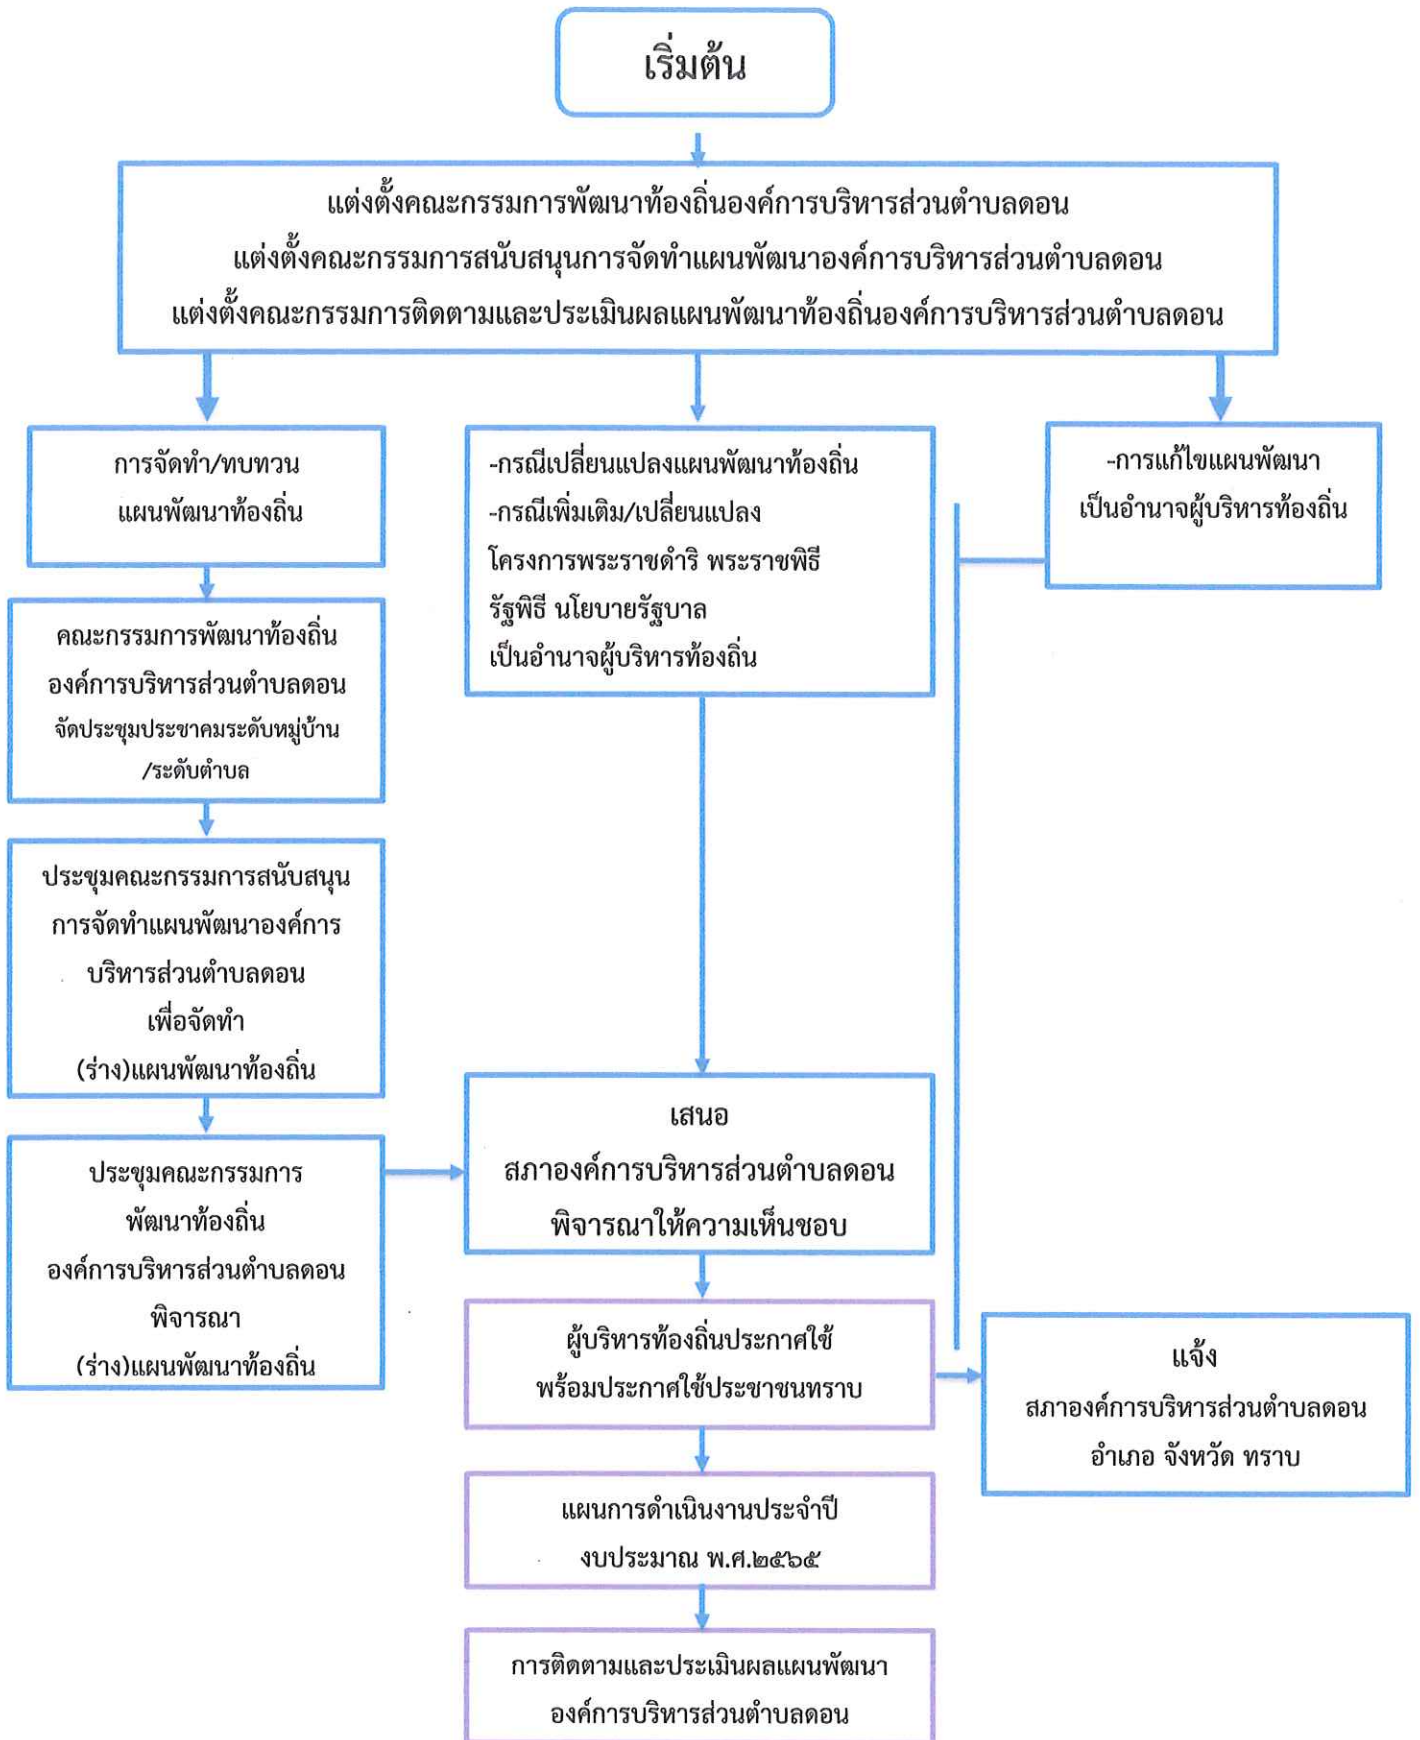 เริ่มต้น
แต่งตั้งคณะกรรมการพัฒนาท้องถิ่นองค์การบริหารส่วนตำบลดอน
แต่งตั้งคณะกรรมการสนับสนุนการจัดทำแผนพัฒนาองค์การบริหารส่วนตำบลดอน
แต่งตั้งคณะกรรมการติดตามและประเมินผลแผนพัฒนาท้องถิ่นองค์การบริหารส่วนตำบลดอน
การจัดทำ/ทบทวน
แผนพัฒนาท้องถิ่น
คณะกรรมการพัฒนาท้องถิ่น
องค์การบริหารส่วนตำบลดอน
จัดประชุมประชาคมระดับหมู่บ้าน
/ระดับตำบล
ประชุมคณะกรรมการสนับสนุน
การจัดทำแผนพัฒนาองค์การ
บริหารส่วนตำบลดอน
เพื่อจัดทำ
(ร่าง)แผนพัฒนาท้องถิ่น
ประชุมคณะกรรมการ
พัฒนาท้องถิ่น
องค์การบริหารส่วนตำบลดอน
พิจารณา
(ร่าง)แผนพัฒนาท้องถิ่น
-กรณีเปลี่ยนแปลงแผนพัฒนาท้องถิ่น
-กรณีเพิ่มเติม/เปลี่ยนแปลง
โครงการพระราชดำริ พระราชพิธี
รัฐพิธี นโยบายรัฐบาล
เป็นอำนาจผู้บริหารท้องถิ่น
-การแก้ไขแผนพัฒนา
เป็นอำนาจผู้บริหารท้องถิ่น
เสนอ
สภาองค์การบริหารส่วนตำบลดอน
พิจารณาให้ความเห็นชอบ
ผู้บริหารท้องถิ่นประกาศใช้
พร้อมประกาศใช้ประชาชนทราบ
แจ้ง
สภาองค์การบริหารส่วนตำบลดอน
อำเภอ จังหวัด ทราบ
แผนการดำเนินงานประจำปี
งบประมาณ พ.ศ.๒๕๖๕
การติดตามและประเมินผลแผนพัฒนา
องค์การบริหารส่วนตำบลดอน